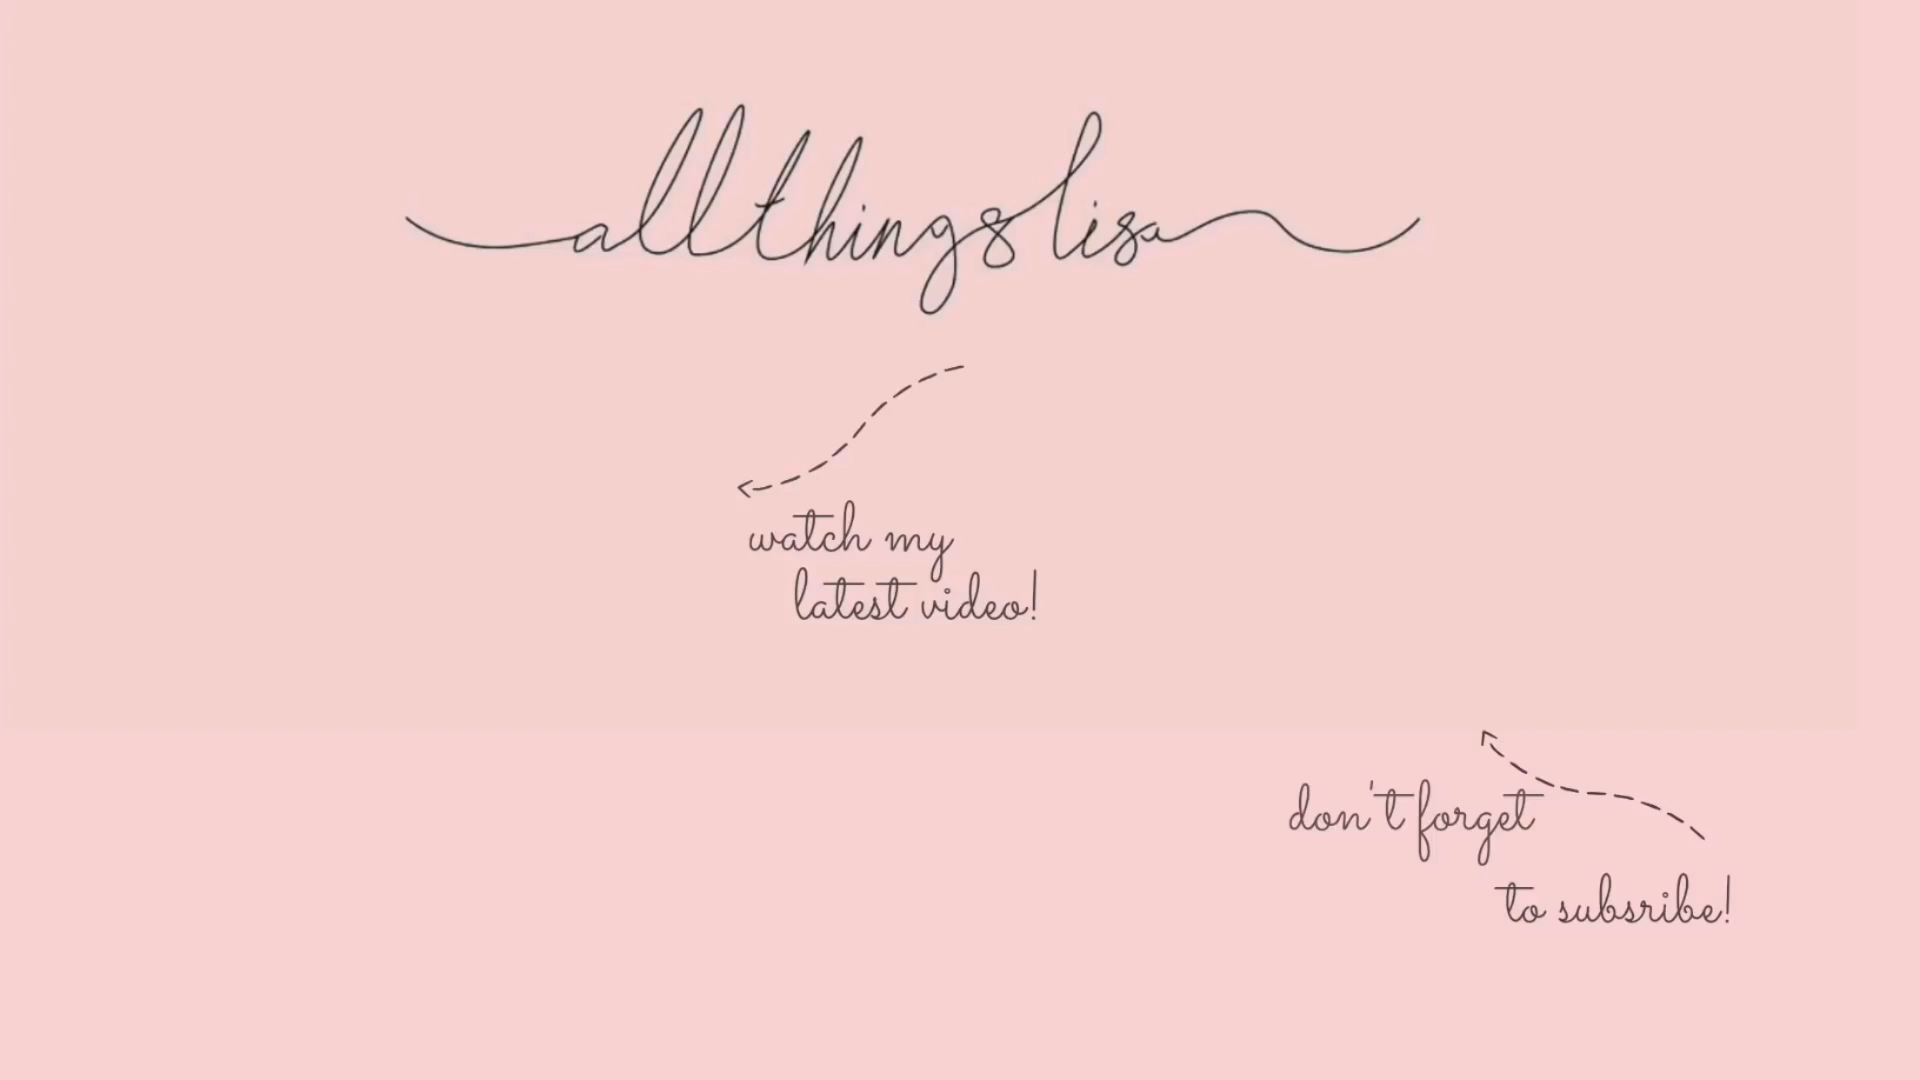 allthingslisa
watch my
latest video!
don't forget
to subsribe!